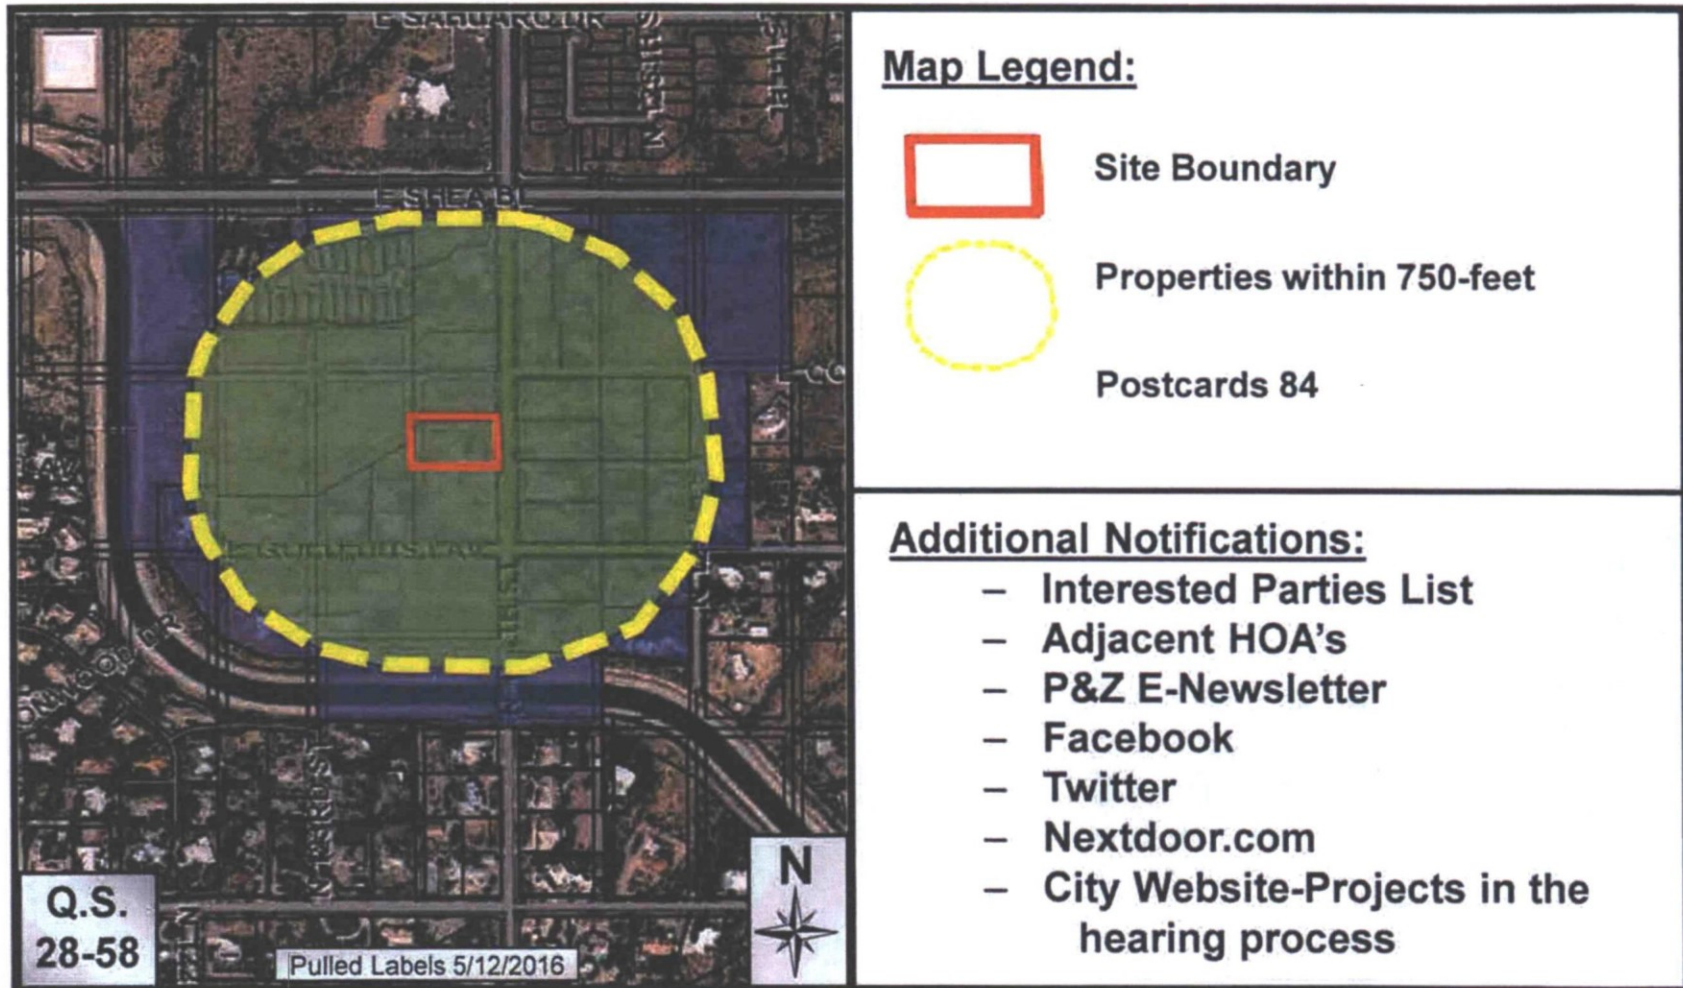 E SAHUARO DR
E SHEA BL
Q.S.
28-58
Pulled Labels 5/12/2016
N
Map Legend:
Site Boundary
Properties within 750-feet
Postcards 84
Additional Notifications:
– Interested Parties List
– Adjacent HOA's
– P&Z E-Newsletter
– Facebook
– Twitter
– Nextdoor.com
– City Website-Projects in the
hearing process